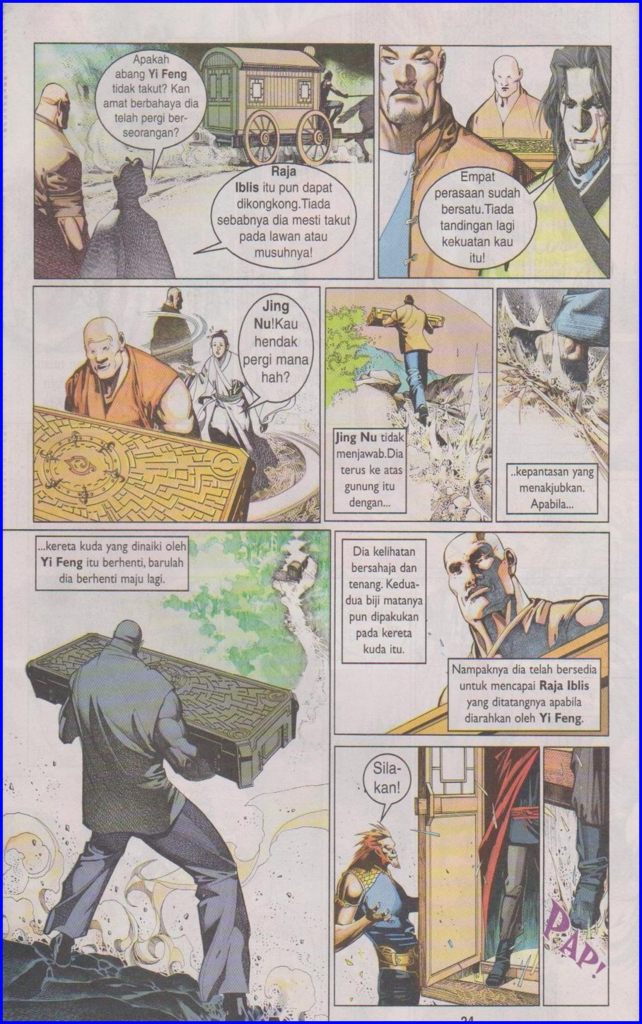 Apakah
abang Yi Feng
tidak takut? Kan
amat berbahaya dia
telah pergi ber-
seorangan?
Raja
Iblis itu pun dapat
dikongkong.Tiada
sebabnya dia mesti takut
pada lawan atau
musuhnya!
Empat
perasaan sudah
bersatu.Tiada
tandingan lagi
kekuatan kau
itu!
Jing
Nu!Kau
hendak
pergi mana
hah?
Jing Nu tidak
menjawab.Dia
terus ke atas
gunung itu
dengan...
..kepantasan yang
menakjubkan.
Apabila...
...kereta kuda yang dinaiki oleh
Yi Feng itu berhenti, barulah
dia berhenti maju lagi.
Dia kelihatan
bersahaja dan
tenang. Kedua-
dua biji matanya
pun dipakukan
pada kereta
kuda itu.
Nampaknya dia telah bersedia
untuk mencapai Raja Iblis
yang ditatangnya apabila
diarahkan oleh Yi Feng.
Sila-
kan!
PAP!
24